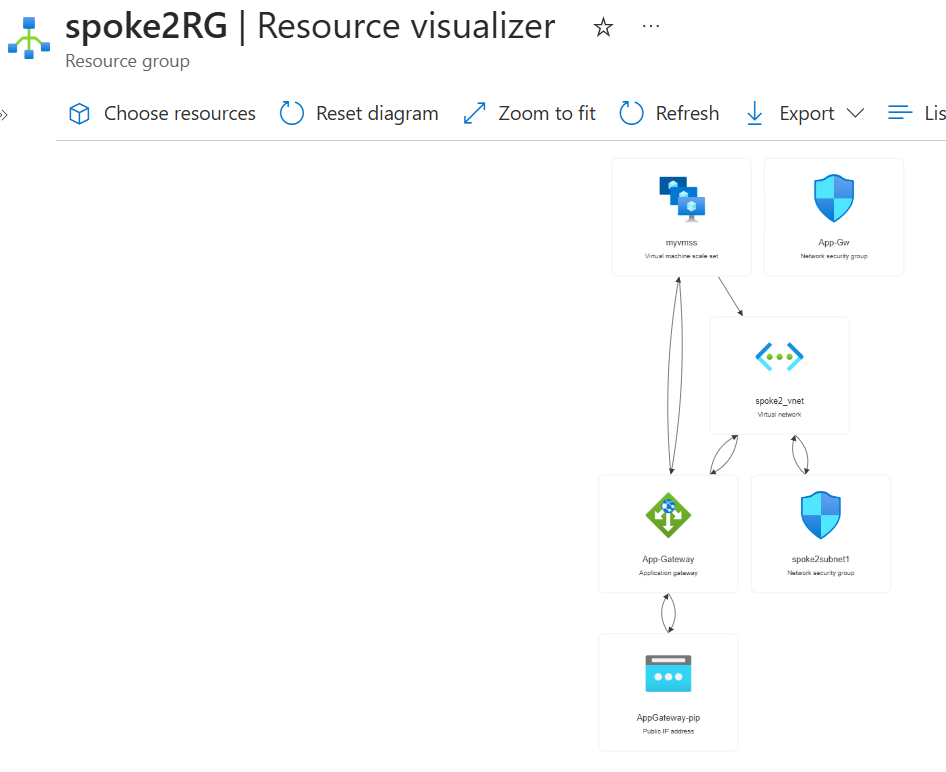 spoke2RG | Resource visualizer
Resource group
Choose resources
Reset diagram
Zoom to fit
Refresh
Export
Lis
myvmss
Virtual machine scale set
App-Gw
Network security group
spoke2_vnet
Virtual network
App-Gateway
Application gateway
spoke2subnet1
Network security group
AppGateway-pip
Public IP address